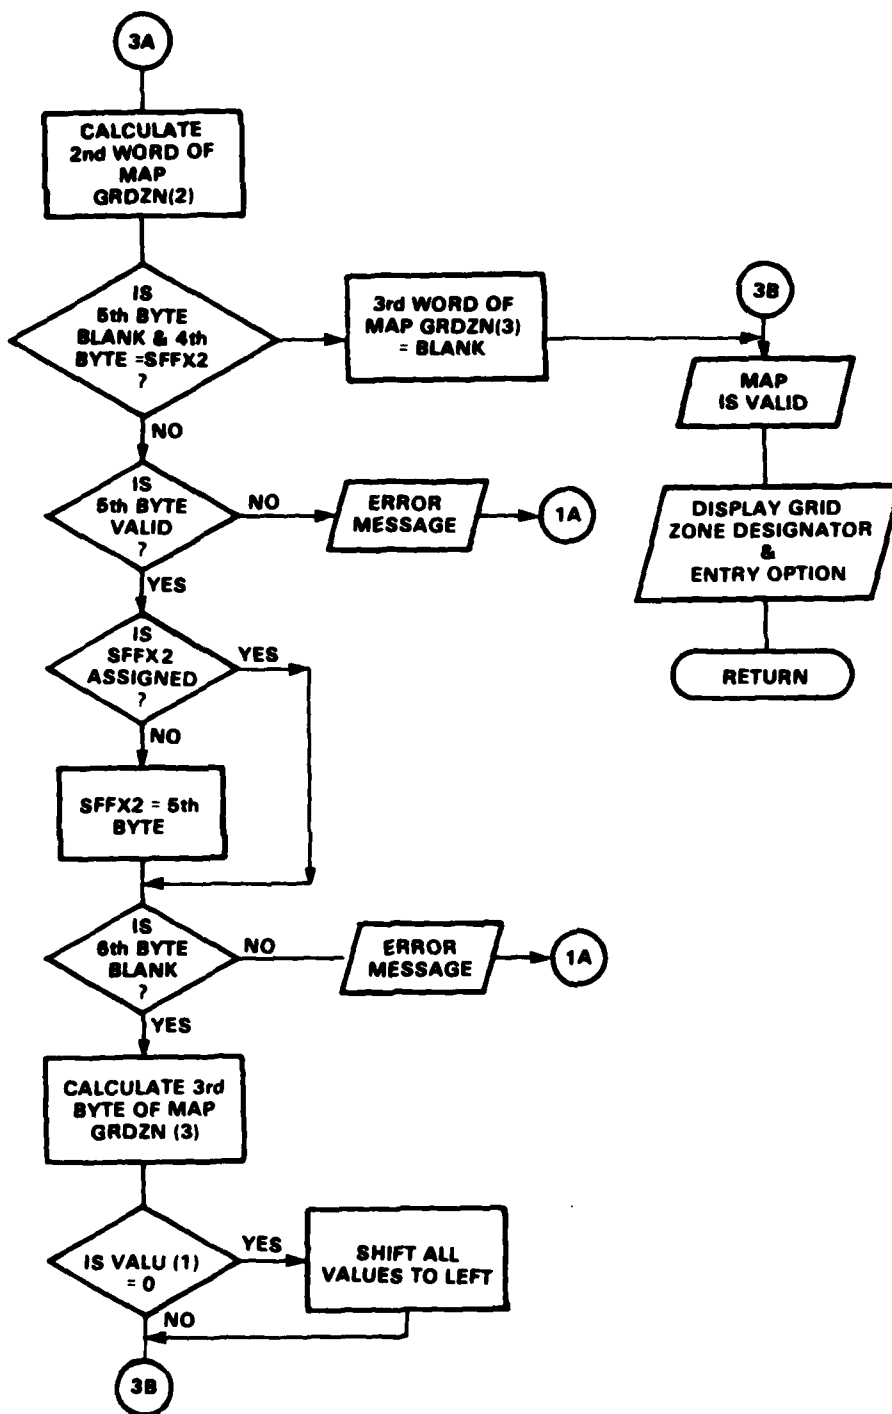 3A
CALCULATE
2nd WORD OF
MAP
GRDZN(2)
IS
5th BYTE
BLANK & 4th
BYTE =SFFX2
?
3rd WORD OF
MAP GRDZN(3)
= BLANK
3B
MAP
IS VALID
NO
IS
5th BYTE
VALID
?
NO
ERROR
MESSAGE
1A
DISPLAY GRID
ZONE DESIGNATOR
&
ENTRY OPTION
YES
IS
SFFX2
ASSIGNED
?
YES
RETURN
NO
SFFX2 = 5th
BYTE
IS
6th BYTE
BLANK
?
NO
ERROR
MESSAGE
1A
YES
CALCULATE 3rd
BYTE OF MAP
GRDZN (3)
IS VALU (1)
= 0
YES
SHIFT ALL
VALUES TO LEFT
NO
3B